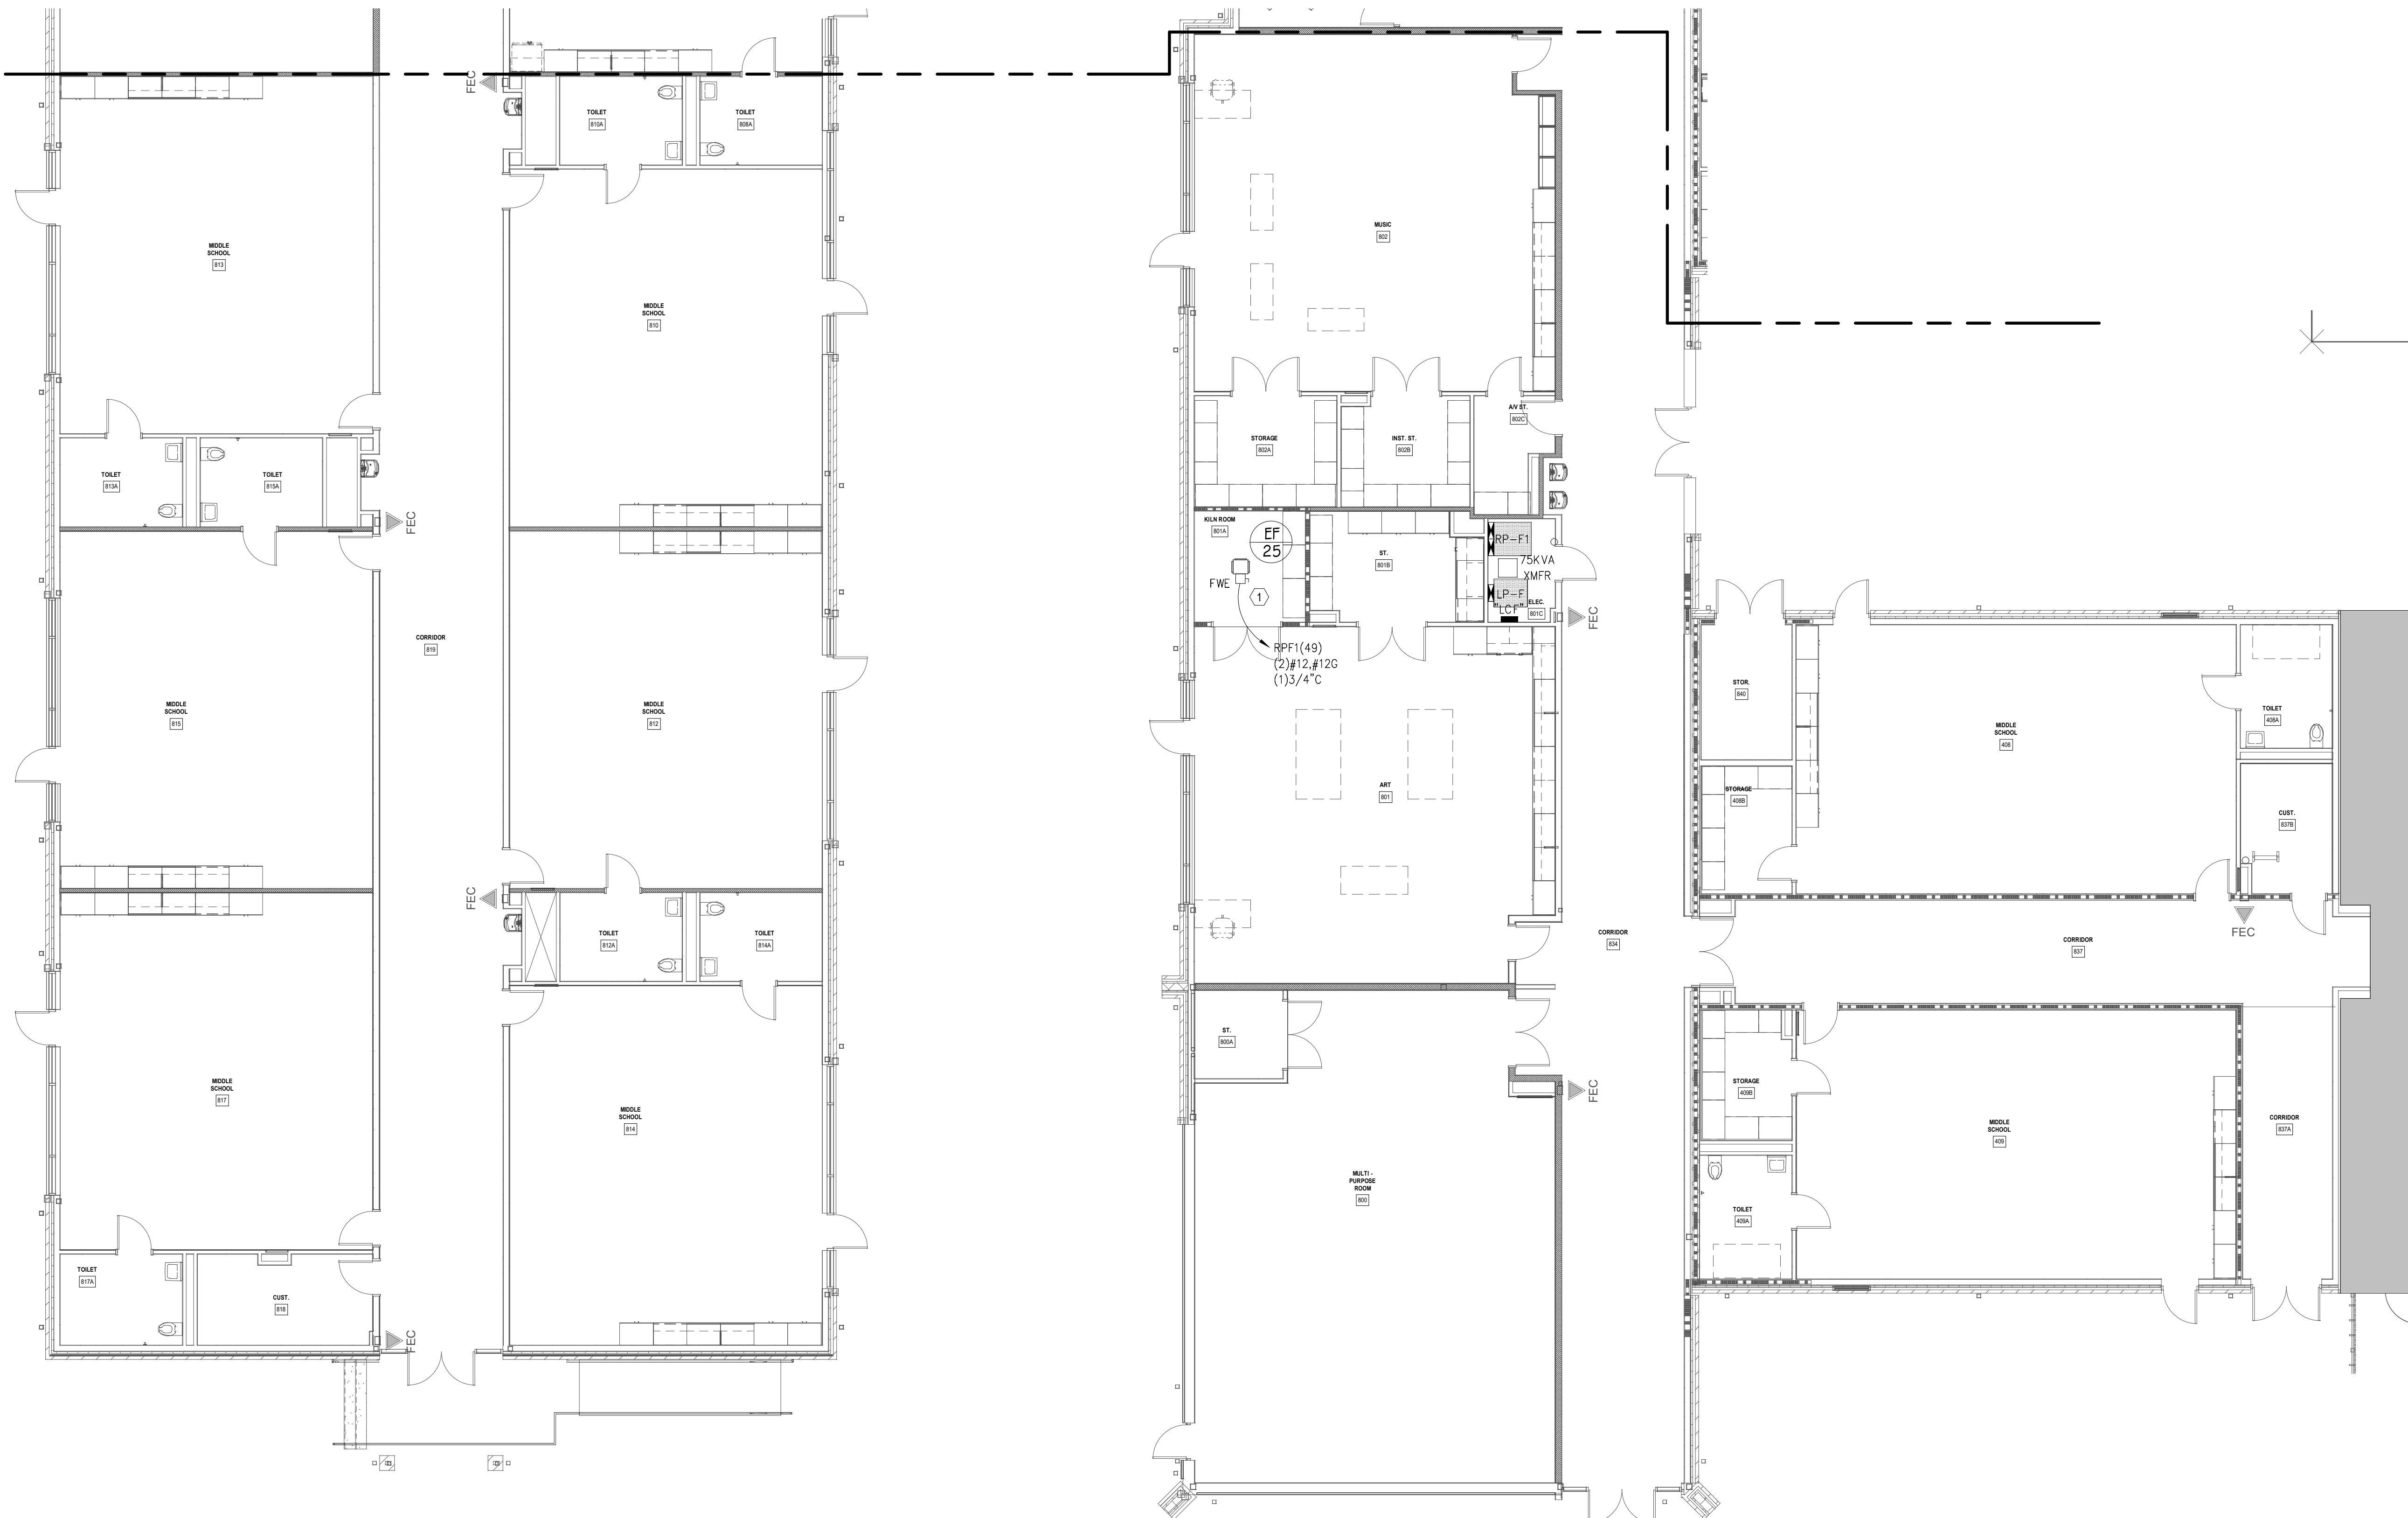 FEC
TOILET
810A
TOILET
808A
MIDDLE
SCHOOL
813
MIDDLE
SCHOOL
810
TOILET
813A
TOILET
815A
FEC
CORRIDOR
819
MIDDLE
SCHOOL
815
MIDDLE
SCHOOL
812
FEC
TOILET
812A
TOILET
814A
MIDDLE
SCHOOL
817
MIDDLE
SCHOOL
814
TOILET
817A
CUST.
818
FEC
MUSIC
802
STORAGE
802A
INST. ST.
802B
A/V ST.
802C
KILN ROOM
801A
EF
25
FWE
1
ST.
801B
RP-F1
75KVA
XMFR
LP-F
"LCF"
ELEC.
801C
FEC
RPF1(49)
(2)#12,#12G
(1)3/4"C
ART
801
CORRIDOR
834
ST.
800A
FEC
MULTI -
PURPOSE
ROOM
800
STOR.
840
MIDDLE
SCHOOL
408
TOILET
408A
STORAGE
408B
CUST.
837B
FEC
CORRIDOR
837
STORAGE
409B
MIDDLE
SCHOOL
409
CORRIDOR
837A
TOILET
409A